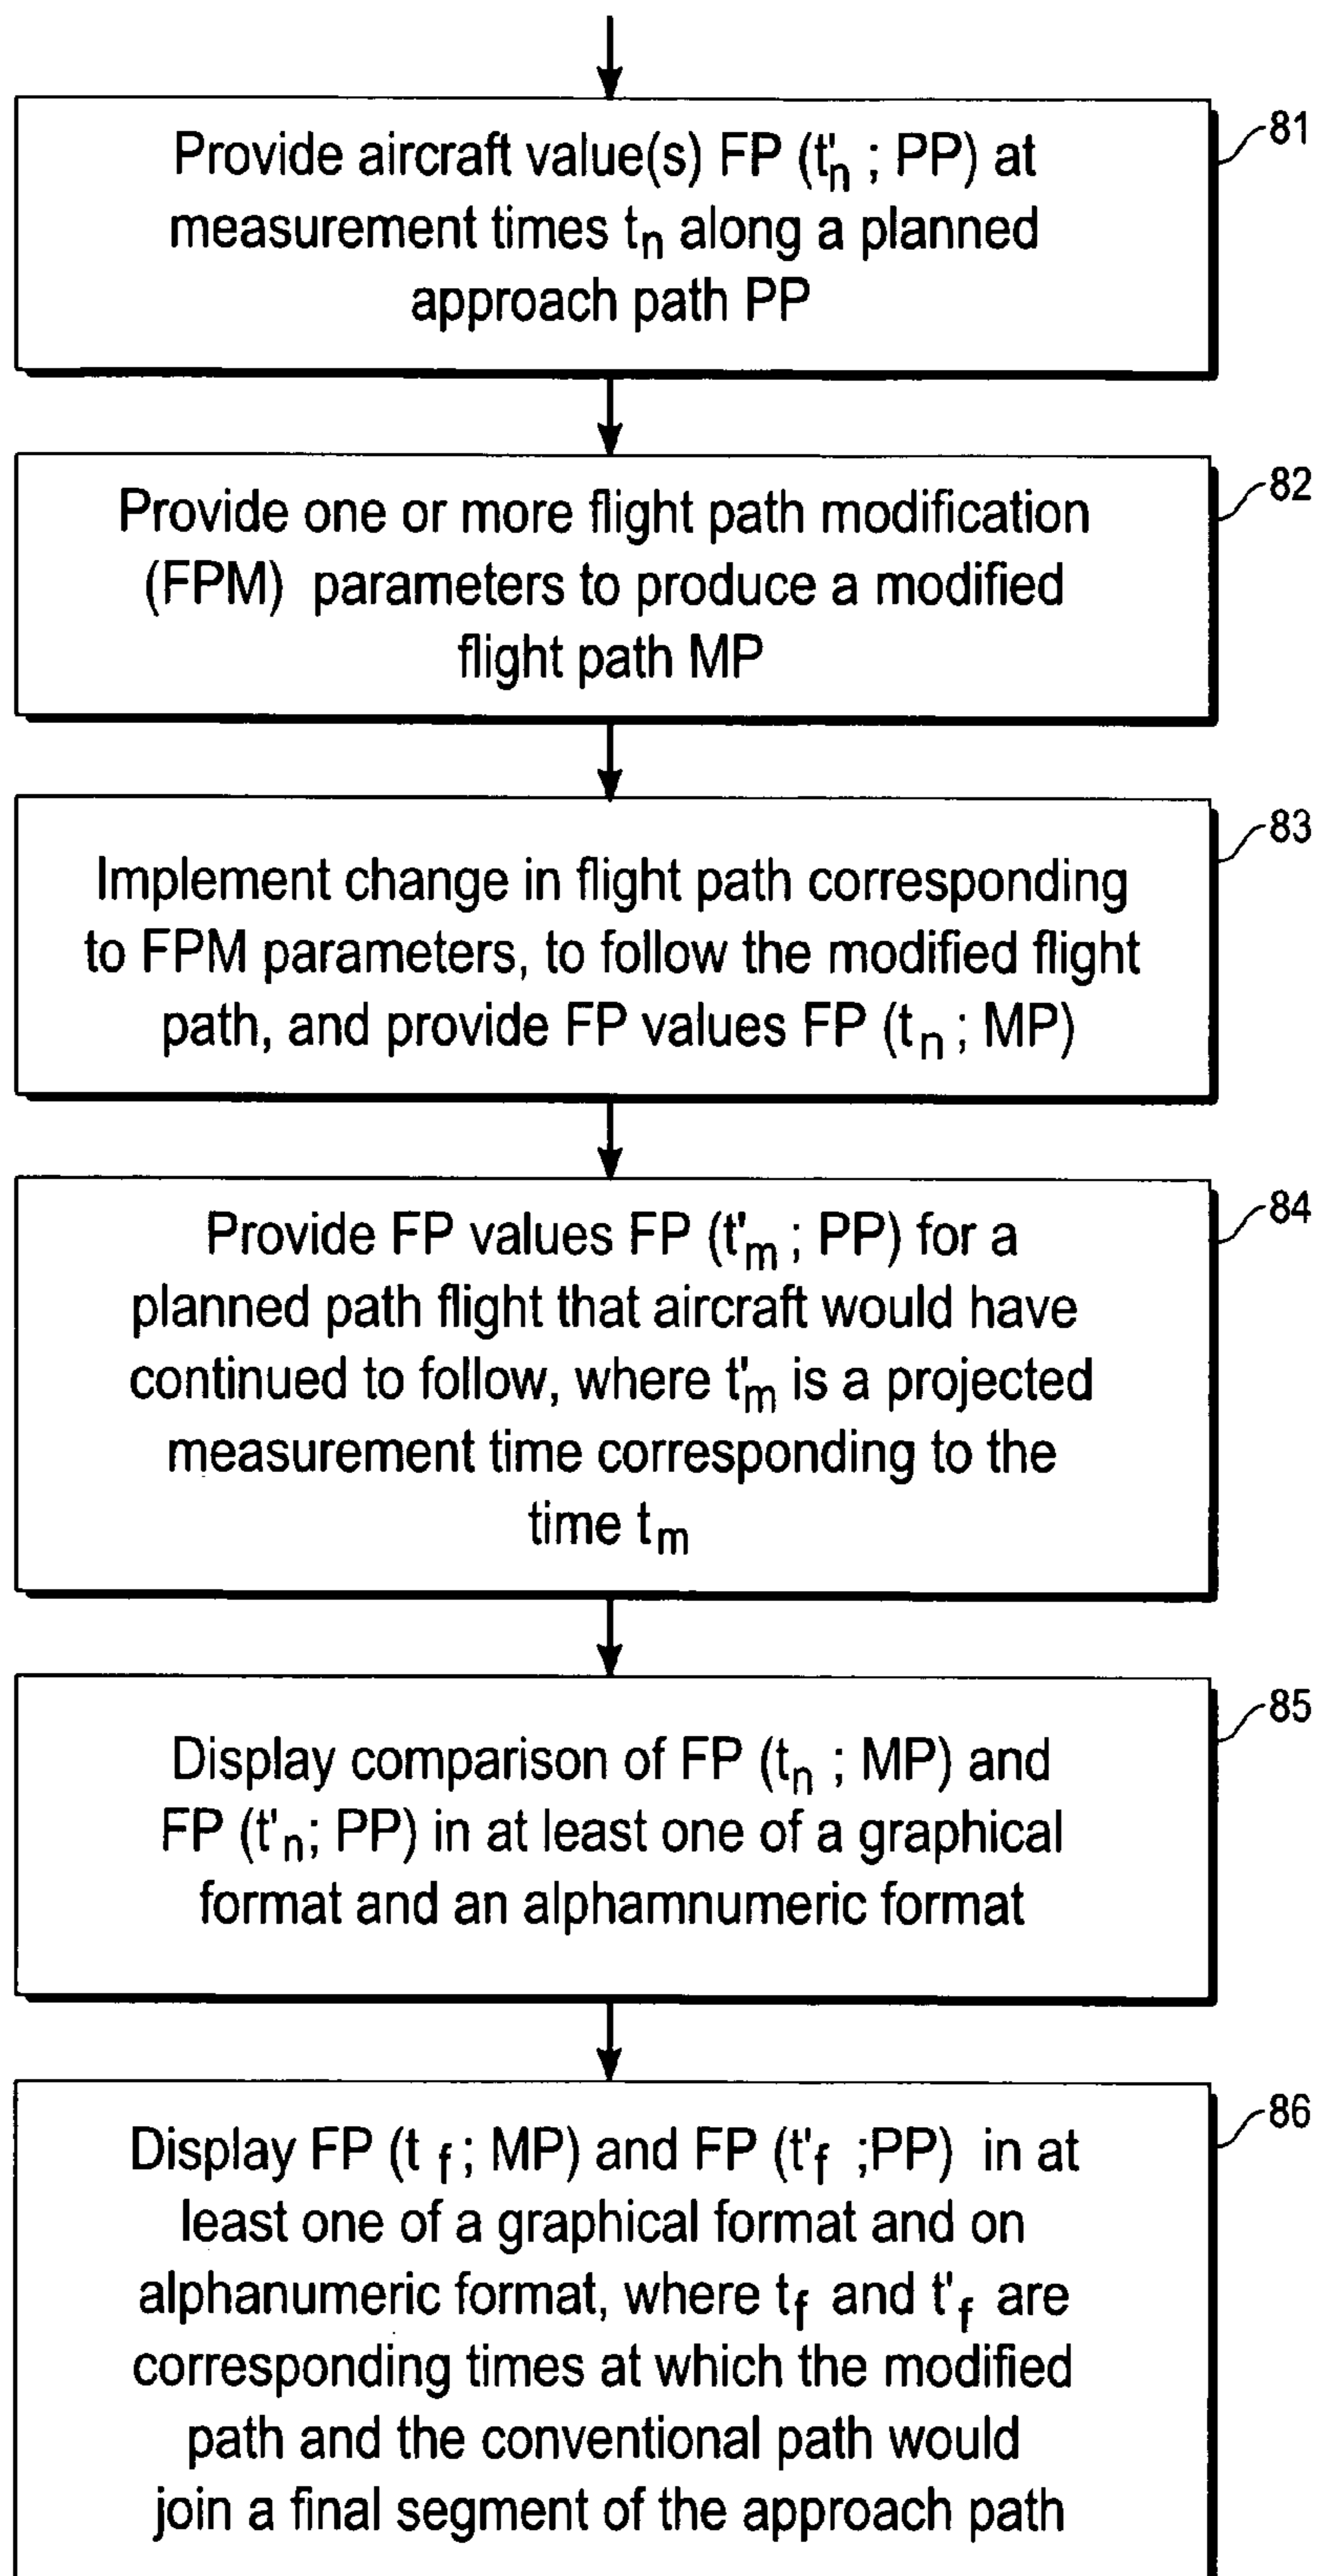 Provide aircraft value(s) FP (t'n ; PP) at
measurement times tn along a planned
approach path PP
81
Provide one or more flight path modification
(FPM) parameters to produce a modified
flight path MP
82
Implement change in flight path corresponding
to FPM parameters, to follow the modified flight
path, and provide FP values FP (tn ; MP)
83
Provide FP values FP (t'm ; PP) for a
planned path flight that aircraft would have
continued to follow, where t'm is a projected
measurement time corresponding to the
time tm
84
Display comparison of FP (tn ; MP) and
FP (t'n; PP) in at least one of a graphical
format and an alphamnumeric format
85
Display FP (t f ; MP) and FP (t'f ;PP) in at
least one of a graphical format and on
alphanumeric format, where tf and t'f are
corresponding times at which the modified
path and the conventional path would
join a final segment of the approach path
86